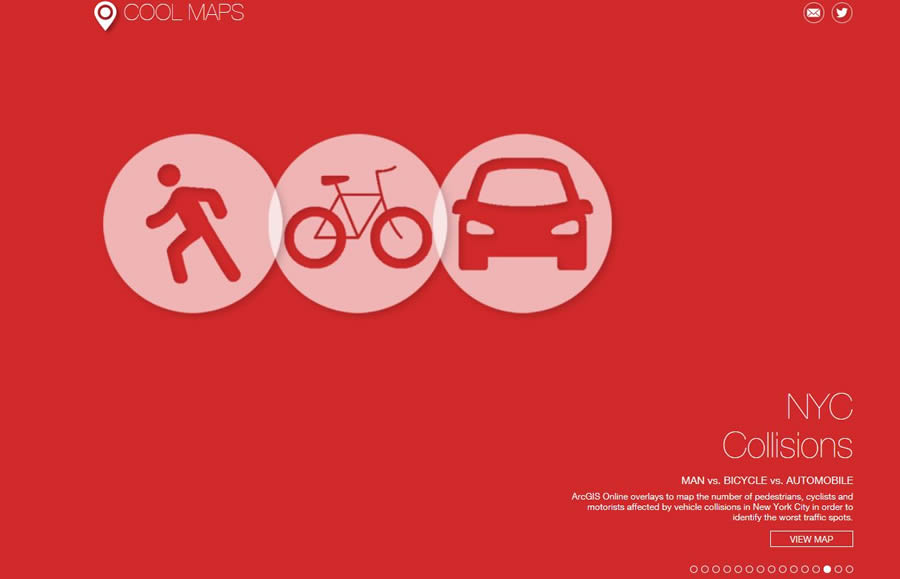 COOL MAPS
NYC
Collisions
MAN vs. BICYCLE vs. AUTOMOBILE
ArcGIS Online overlays to map the number of pedestrians, cyclists and
motorists affected by vehicle collisions in New York City in order to
identify the worst traffic spots.
VIEW MAP